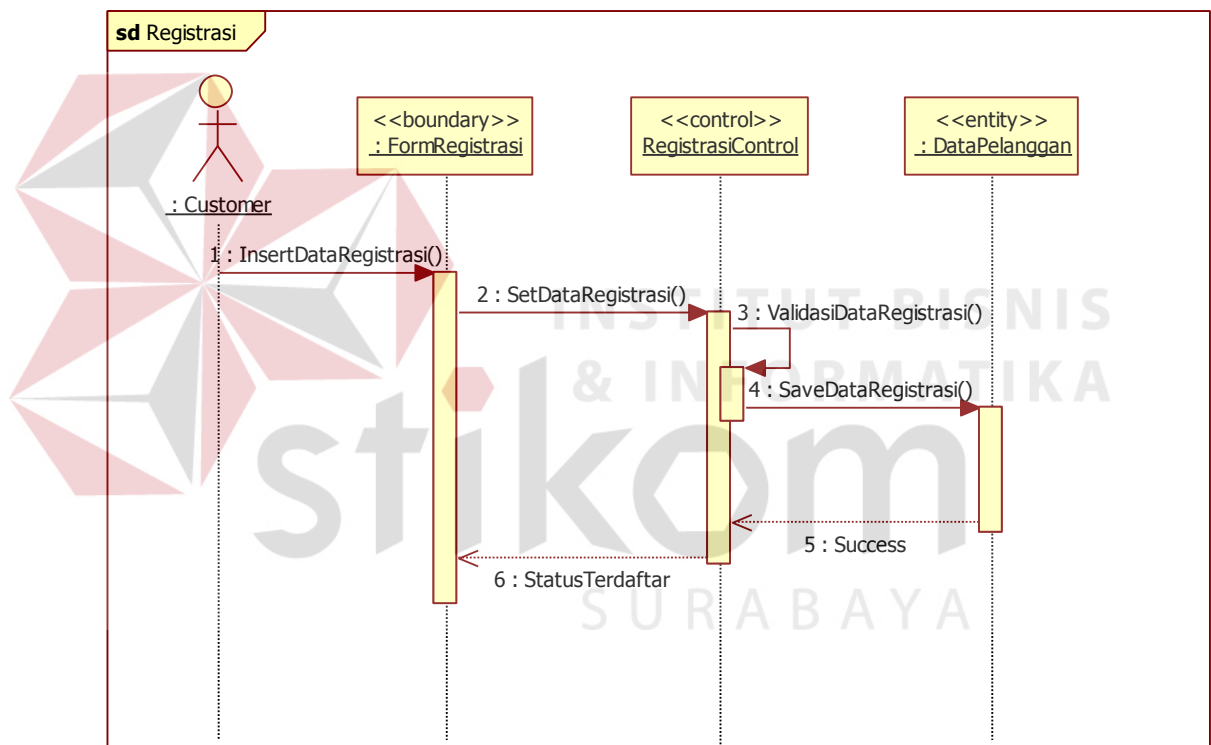 sd Registrasi
<<boundary>>
: FormRegistrasi
<<control>>
RegistrasiControl
<<entity>>
: DataPelanggan
: Customer
1 : InsertDataRegistrasi()
2 : SetDataRegistrasi()
3 : ValidasiDataRegistrasi()
4 : SaveDataRegistrasi()
5 : Success
6 : StatusTerdaftar
INSTITUT BISNIS
& INFORMATIKA
stikom
SURABAYA